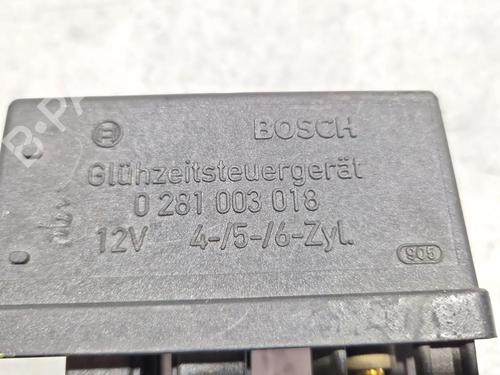 BOSCH
Glühzeitsteuergerät
0 281 003 018
12V 4-/5-/6-Zyl.
905